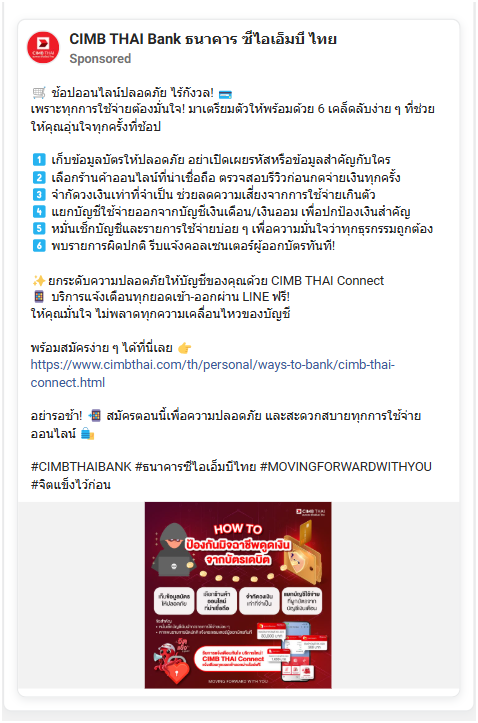 CIMB THAI Bank ธนาคาร ซีไอเอ็มบี ไทย
Sponsored
🛒 ช้อปออนไลน์ปลอดภัย ไร้กังวล! 💳
เพราะทุกการใช้จ่ายต้องมั่นใจ! มาเตรียมตัวให้พร้อมด้วย 6 เคล็ดลับง่าย ๆ ที่ช่วย
ให้คุณอุ่นใจทุกครั้งที่ช้อป
1️⃣ เก็บข้อมูลบัตรให้ปลอดภัย อย่าเปิดเผยรหัสหรือข้อมูลสำคัญกับใคร
2️⃣ เลือกร้านค้าออนไลน์ที่น่าเชื่อถือ ตรวจสอบรีวิวก่อนกดจ่ายเงินทุกครั้ง
3️⃣ จำกัดวงเงินเท่าที่จำเป็น ช่วยลดความเสี่ยงจากการใช้จ่ายเกินตัว
4️⃣ แยกบัญชีใช้จ่ายออกจากบัญชีเงินเดือน/เงินออม เพื่อปกป้องเงินสำคัญ
5️⃣ หมั่นเช็กบัญชีและรายการใช้จ่ายบ่อย ๆ เพื่อความมั่นใจว่าทุกธุรกรรมถูกต้อง
6️⃣ พบรายการผิดปกติ รีบแจ้งคอลเซนเตอร์ผู้ออกบัตรทันที!
✨ยกระดับความปลอดภัยให้บัญชีของคุณด้วย CIMB THAI Connect
📲 บริการแจ้งเตือนทุกยอดเข้า-ออกผ่าน LINE ฟรี!
ให้คุณมั่นใจ ไม่พลาดทุกความเคลื่อนไหวของบัญชี
พร้อมสมัครง่าย ๆ ได้ที่นี่เลย 👉
https://www.cimbthai.com/th/personal/ways-to-bank/cimb-thai-
connect.html
อย่ารอช้า! 📲 สมัครตอนนี้เพื่อความปลอดภัย และสะดวกสบายทุกการใช้จ่าย
ออนไลน์ 🛍️
#CIMBTHAIBANK #ธนาคารซีไอเอ็มบีไทย #MOVINGFORWARDWITHYOU
#จิตแข็งไว้ก่อน
CIMB THAI
HOW TO
ป้องกันมิจฉาชีพดูดเงิน
จากบัตรเดบิต
เก็บข้อมูลบัตร
ให้ปลอดภัย
เลือกร้านค้า
ออนไลน์
ที่น่าเชื่อถือ
จำกัดวงเงิน
เท่าที่จำเป็น
แยกบัญชีใช้จ่าย
CIMB THAI Connect
MOVING FORWARD WITH YOU